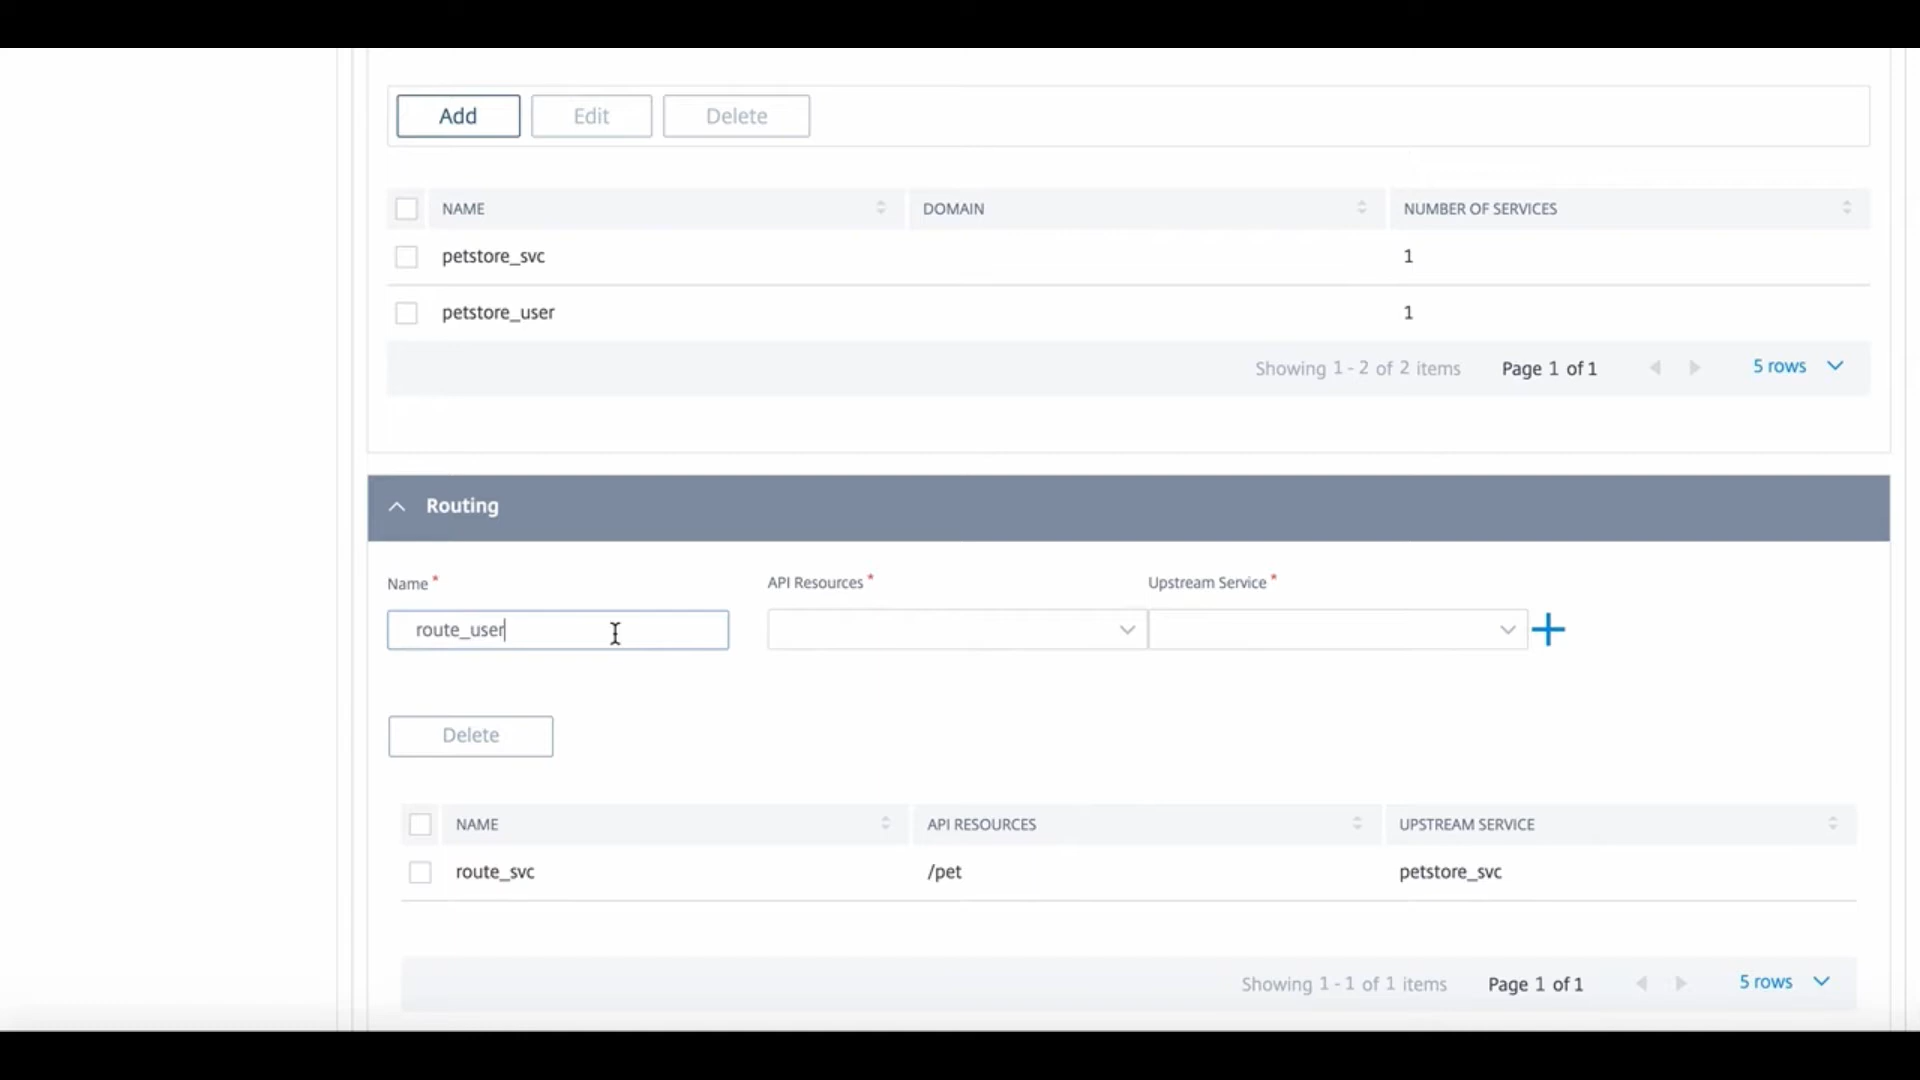 Add Edit Delete
NAME DOMAIN NUMBER OF SERVICES
petstore_svc 1
petstore_user 1
Showing 1 - 2 of 2 items Page 1 of 1 5 rows
Routing
Name * API Resources * Upstream Service *
route_user
Delete
NAME API RESOURCES UPSTREAM SERVICE
route_svc /pet petstore_svc
Showing 1 - 1 of 1 items Page 1 of 1 5 rows